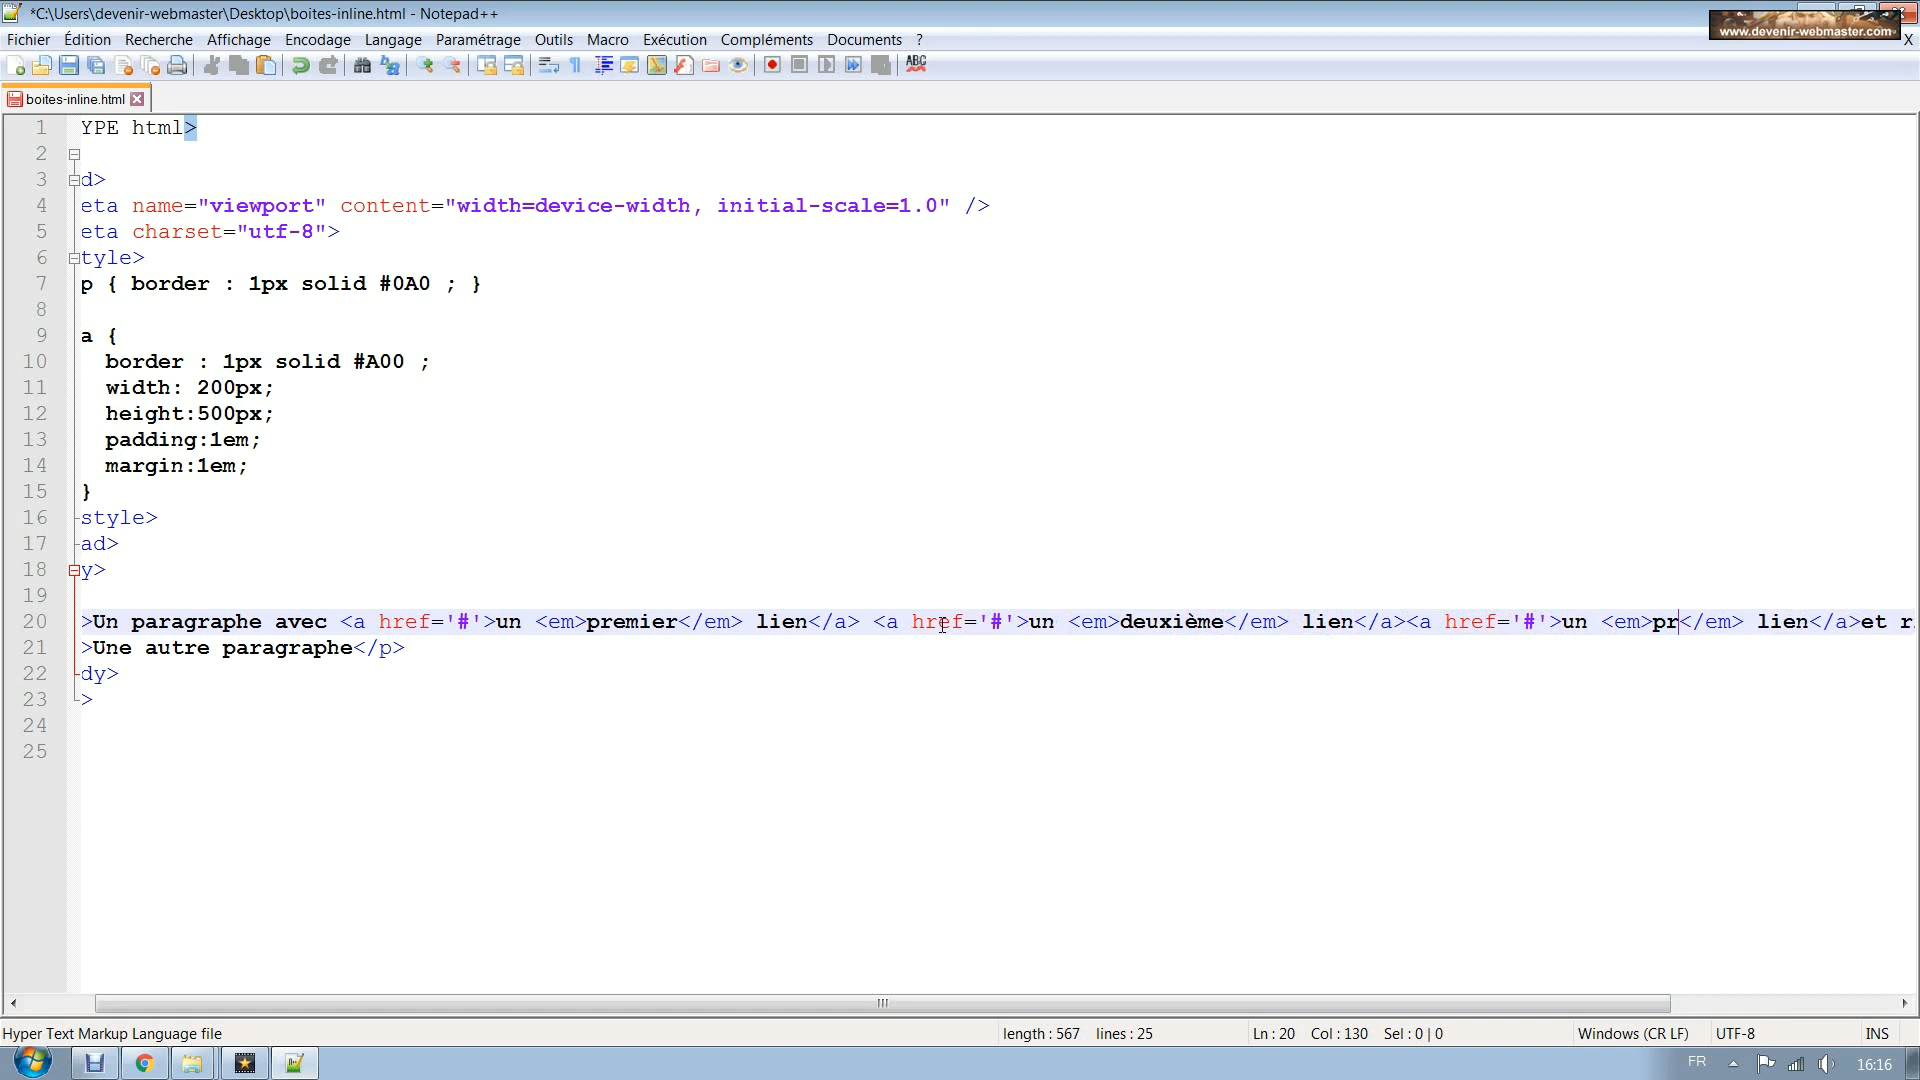 *C:\Users\devenir-webmaster\Desktop\boites-inline.html - Notepad++
www.devenir-webmaster.com
Fichier Édition Recherche Affichage Encodage Langage Paramétrage Outils Macro Exécution Compléments Documents ? X
ABC
boites-inline.html
1 YPE html>
2
3 d>
4 eta name="viewport" content="width=device-width, initial-scale=1.0" />
5 eta charset="utf-8">
6 tyle>
7 p { border : 1px solid #0A0 ; }
8
9 a {
10 border : 1px solid #A00 ;
11 width: 200px;
12 height:500px;
13 padding:1em;
14 margin:1em;
15 }
16 style>
17 ad>
18 y>
19
20 >Un paragraphe avec <a href='#'>un <em>premier</em> lien</a> <a href='#'>un <em>deuxième</em> lien</a><a href='#'>un <em>pr</em> lien</a>et r
21 >Une autre paragraphe</p>
22 dy>
23 >
24
25
Hyper Text Markup Language file length : 567 lines : 25 Ln : 20 Col : 130 Sel : 0 | 0 Windows (CR LF) UTF-8 INS
FR 16:16